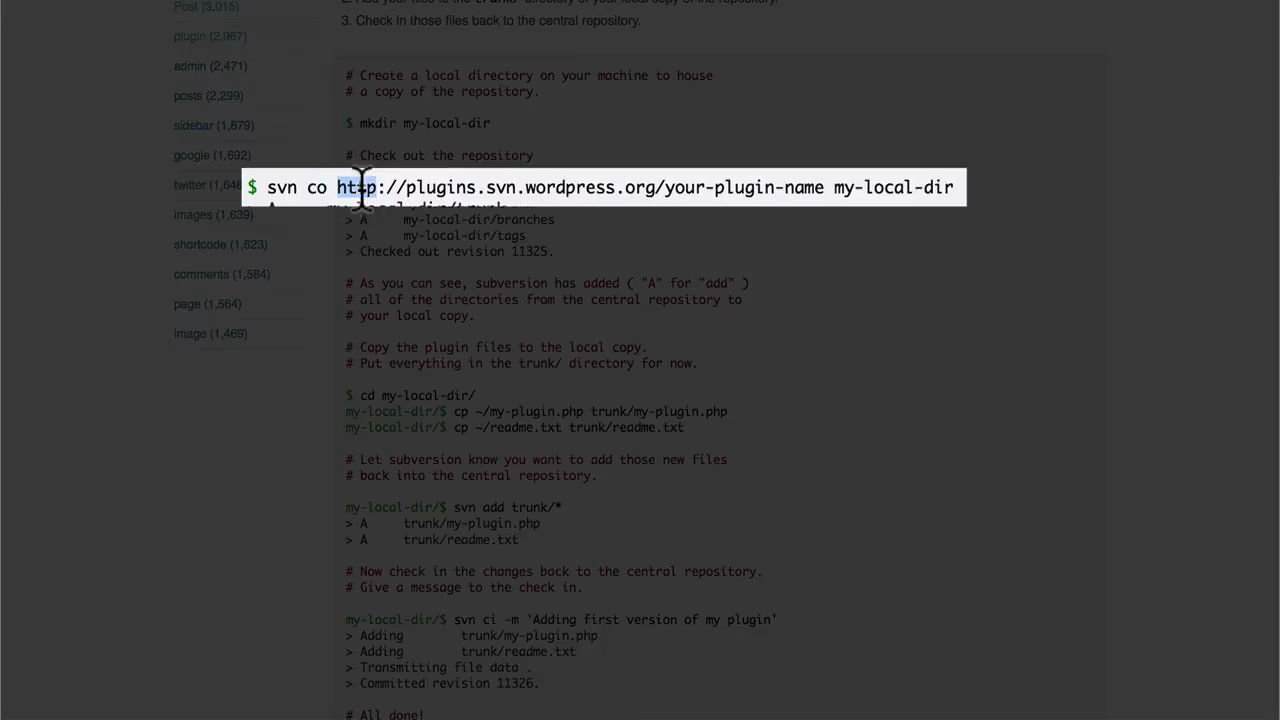 Post (3,015)
plugin (2,967)
admin (2,471)
posts (2,299)
sidebar (1,879)
google (1,692)
twitter (1,646
images (1,639)
shortcode (1,623)
comments (1,584)
page (1,564)
image (1,469)
2. Add your files to the trunk/ directory of your local copy of the repository.
3. Check in those files back to the central repository.
# Create a local directory on your machine to house
# a copy of the repository.
$ mkdir my-local-dir
# Check out the repository
$ svn co http://plugins.svn.wordpress.org/your-plugin-name my-local-dir
> A my-local-dir/branches
> A my-local-dir/tags
> Checked out revision 11325.
# As you can see, subversion has added ( "A" for "add" )
# all of the directories from the central repository to
# your local copy.
# Copy the plugin files to the local copy.
# Put everything in the trunk/ directory for now.
$ cd my-local-dir/
my-local-dir/$ cp ~/my-plugin.php trunk/my-plugin.php
my-local-dir/$ cp ~/readme.txt trunk/readme.txt
# Let subversion know you want to add those new files
# back into the central repository.
my-local-dir/$ svn add trunk/*
> A trunk/my-plugin.php
> A trunk/readme.txt
# Now check in the changes back to the central repository.
# Give a message to the check in.
my-local-dir/$ svn ci -m 'Adding first version of my plugin'
> Adding trunk/my-plugin.php
> Adding trunk/readme.txt
> Transmitting file data .
> Committed revision 11326.
# All done!